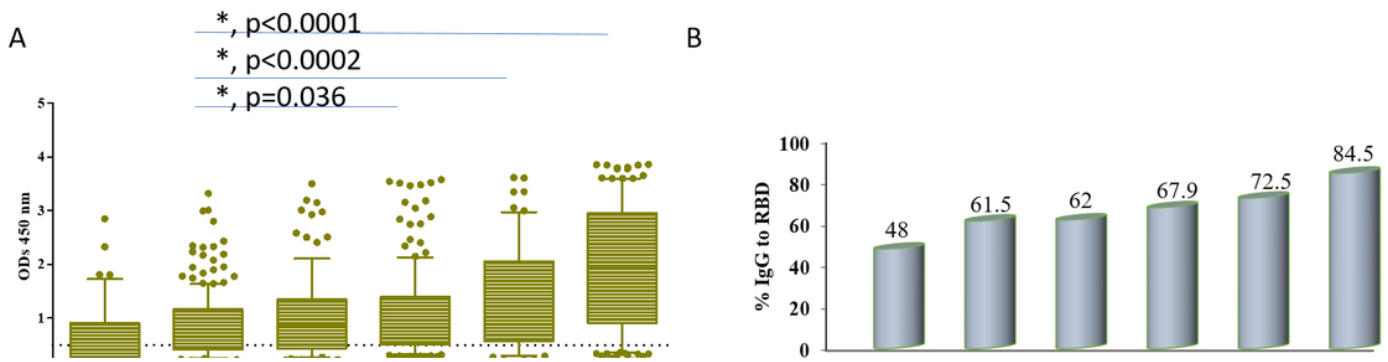 A
*, p<0.0001
*, p<0.0002
*, p=0.036
5
4
3
2
1
ODs 450 nm
B
100
80
60
40
20
0
% IgG to RBD
48
61.5
62
67.9
72.5
84.5